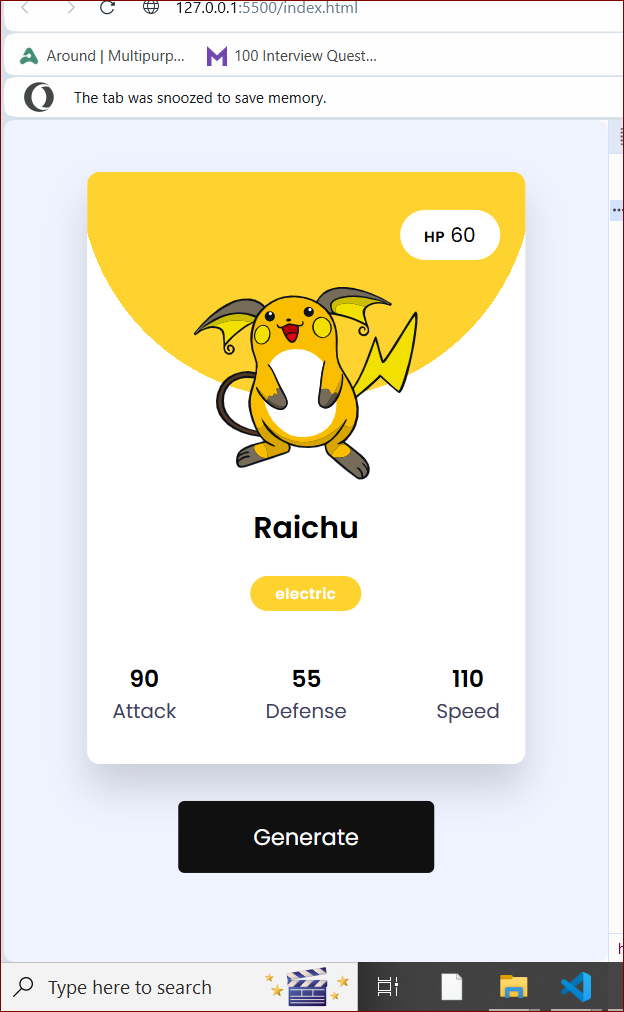 127.0.0.1:5500/index.html
Around | Multipurp... 100 Interview Quest...
The tab was snoozed to save memory.
HP 60
Raichu
electric
90 55 110
Attack Defense Speed
Generate
Type here to search